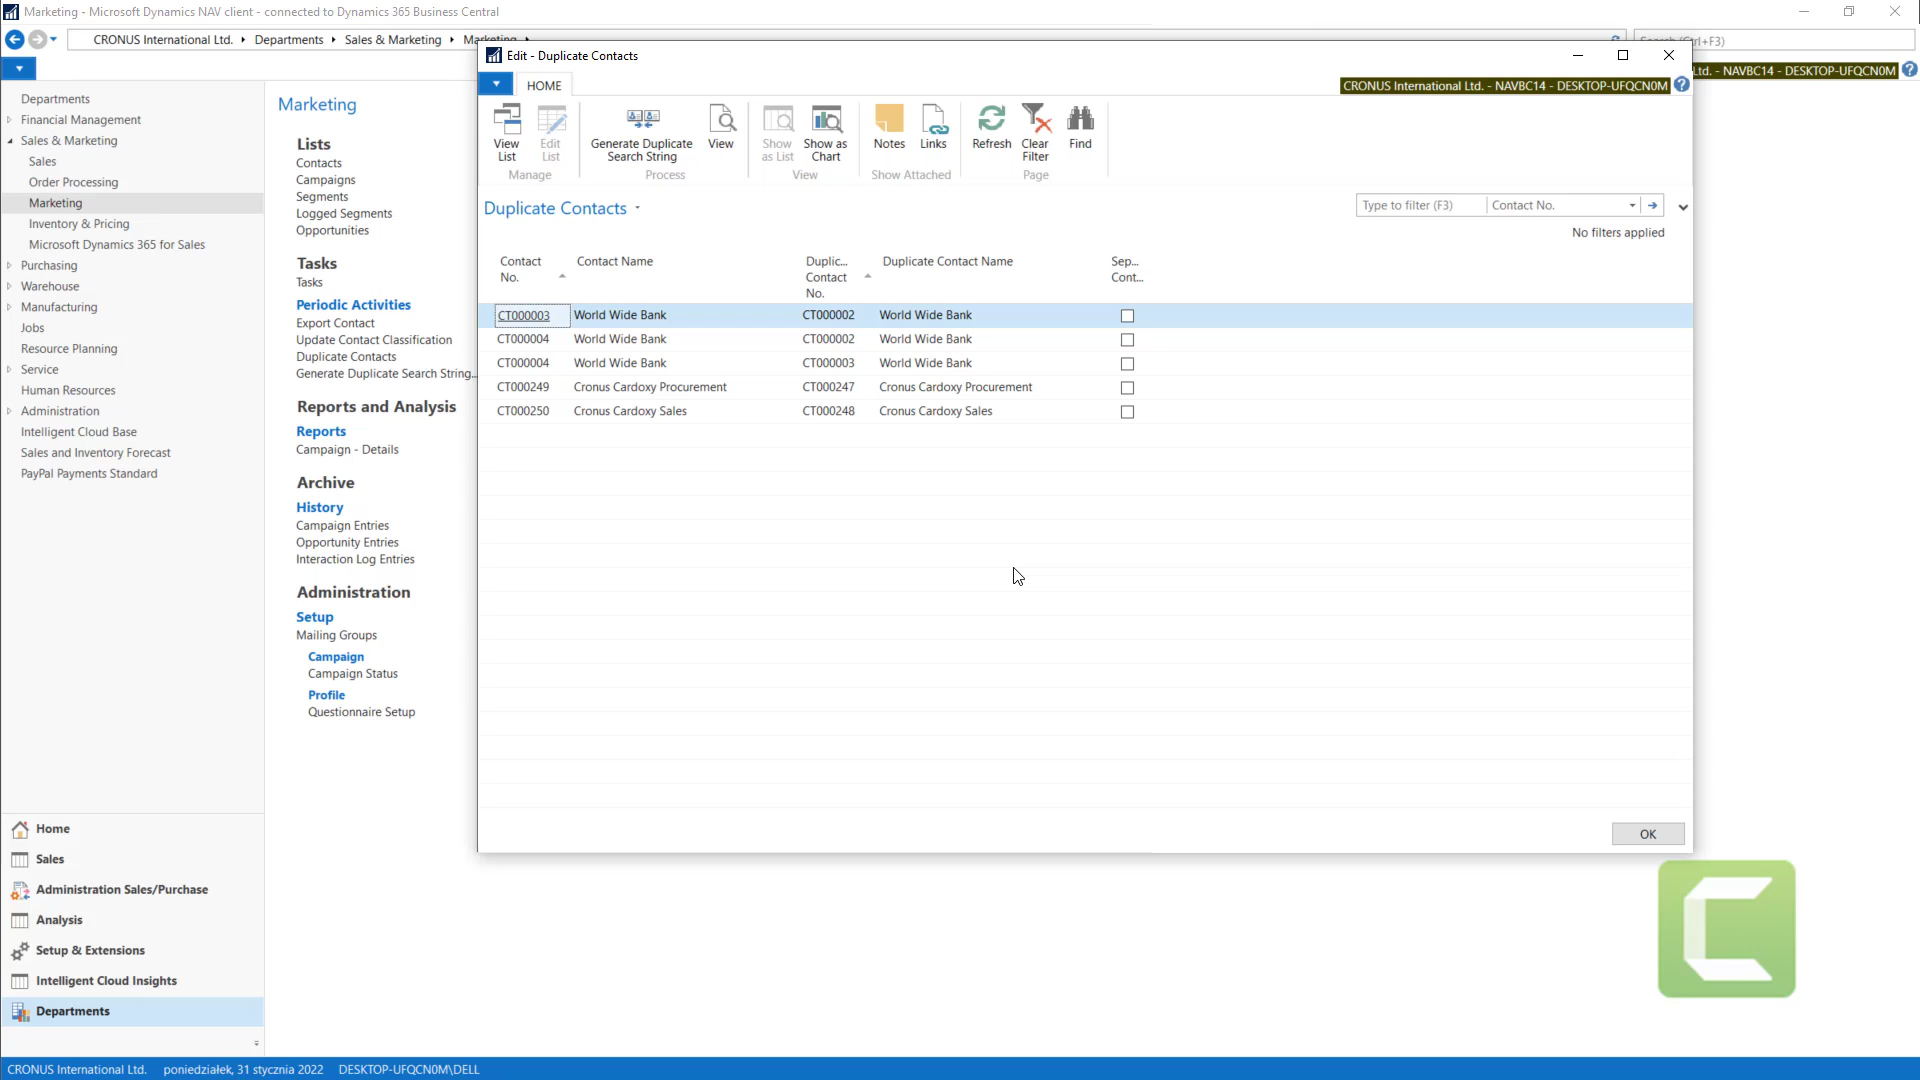 Marketing - Microsoft Dynamics NAV client - connected to Dynamics 365 Business Central
CRONUS International Ltd. Departments Sales & Marketing Marketing
Ltd. - NAVBC14 - DESKTOP-UFQCN0M
Departments
Financial Management
Sales & Marketing
Sales
Order Processing
Marketing
Inventory & Pricing
Microsoft Dynamics 365 for Sales
Purchasing
Warehouse
Manufacturing
Jobs
Resource Planning
Service
Human Resources
Administration
Intelligent Cloud Base
Sales and Inventory Forecast
PayPal Payments Standard
Home
Sales
Administration Sales/Purchase
Analysis
Setup & Extensions
Intelligent Cloud Insights
Departments
Marketing
Lists
Contacts
Campaigns
Segments
Logged Segments
Opportunities
Tasks
Tasks
Periodic Activities
Export Contact
Update Contact Classification
Duplicate Contacts
Generate Duplicate Search String...
Reports and Analysis
Reports
Campaign - Details
Archive
History
Campaign Entries
Opportunity Entries
Interaction Log Entries
Administration
Setup
Mailing Groups
Campaign
Campaign Status
Profile
Questionnaire Setup
Edit - Duplicate Contacts
HOME
CRONUS International Ltd. - NAVBC14 - DESKTOP-UFQCN0M
View List
Edit List
Manage
Generate Duplicate Search String
View
Process
Show as List
Show as Chart
View
Notes
Links
Show Attached
Refresh
Clear Filter
Find
Page
Duplicate Contacts
Type to filter (F3) Contact No.
No filters applied
Contact No. Contact Name Duplic... Contact No. Duplicate Contact Name Sep... Cont...
CT000003 World Wide Bank CT000002 World Wide Bank
CT000004 World Wide Bank CT000002 World Wide Bank
CT000004 World Wide Bank CT000003 World Wide Bank
CT000249 Cronus Cardoxy Procurement CT000247 Cronus Cardoxy Procurement
CT000250 Cronus Cardoxy Sales CT000248 Cronus Cardoxy Sales
OK
CRONUS International Ltd. poniedziałek, 31 stycznia 2022 DESKTOP-UFQCN0M\DELL